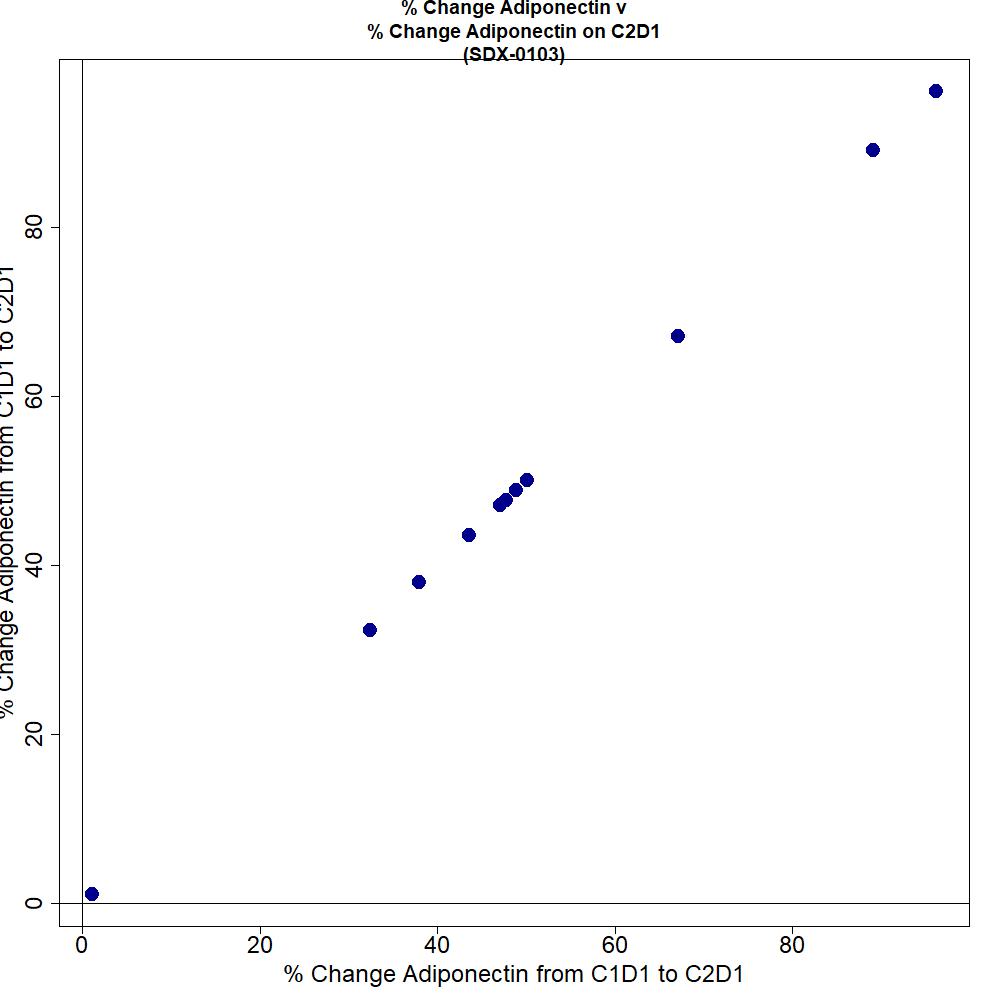 % Change Adiponectin v
% Change Adiponectin on C2D1
(SDX-0103)
% Change Adiponectin from C1D1 to C2D1
80
60
40
20
0
0 20 40 60 80
% Change Adiponectin from C1D1 to C2D1